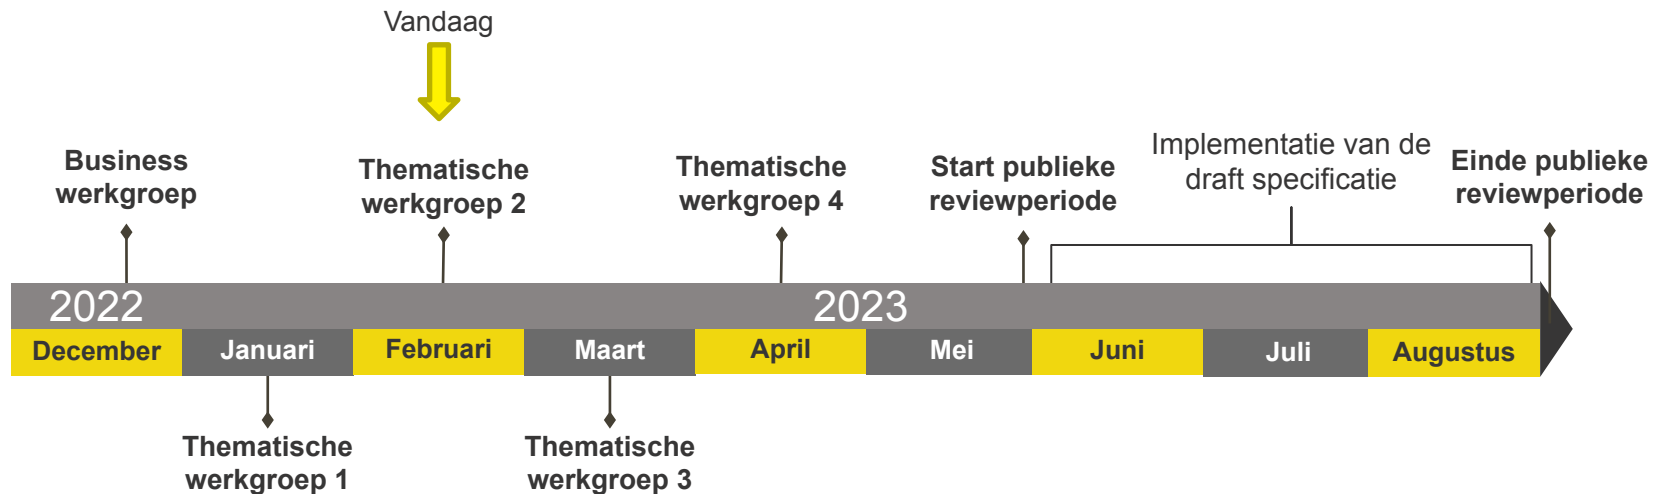 Vandaag
Business
werkgroep
Thematische
werkgroep 2
Thematische
werkgroep 4
Start publieke
reviewperiode
Implementatie van de
draft specificatie
Einde publieke
reviewperiode
2022
2023
December
Januari
Februari
Maart
April
Mei
Juni
Juli
Augustus
Thematische
werkgroep 1
Thematische
werkgroep 3